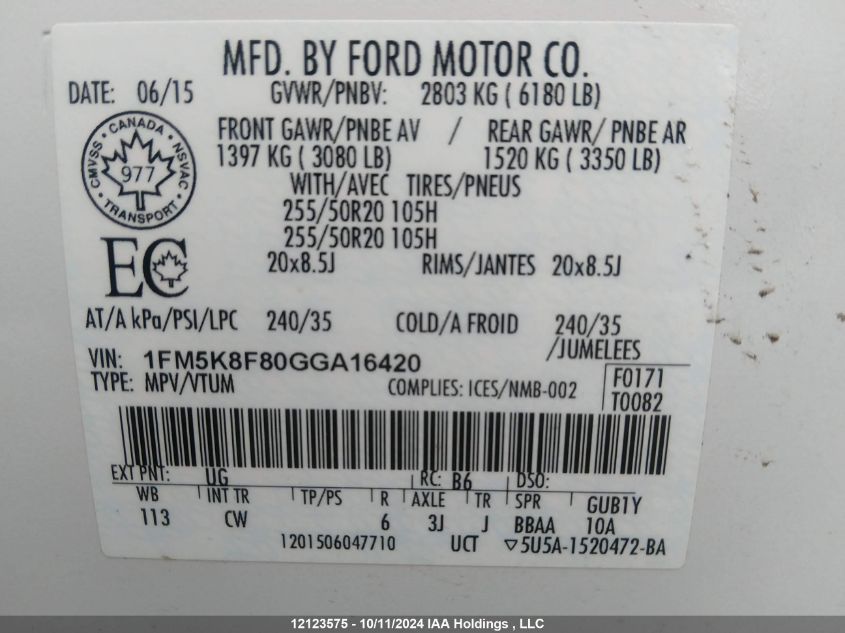 MFD. BY FORD MOTOR CO.
DATE: 06/15 GVWR/PNBV: 2803 KG ( 6180 LB)
CANADA
CMVSS NSVAC
977
TRANSPORT
FRONT GAWR/PNBE AV / REAR GAWR/ PNBE AR
1397 KG ( 3080 LB) 1520 KG ( 3350 LB)
WITH/AVEC TIRES/PNEUS
255/50R20 105H
255/50R20 105H
EC
20x8.5J RIMS/JANTES 20x8.5J
AT/A kPa/PSI/LPC 240/35 COLD/A FROID 240/35
/JUMELEES
VIN: 1FM5K8F80GGA16420
TYPE: MPV/VTUM COMPLIES: ICES/NMB-002
F0171
T0082
EXT PNT: UG RC: B6 DSO:
WB INT TR TP/PS R AXLE TR SPR GUB1Y
113 CW 6 3J J BBAA 10A
1201506047710 UCT ▽5U5A-1520472-BA
12123575 - 10/11/2024 IAA Holdings , LLC